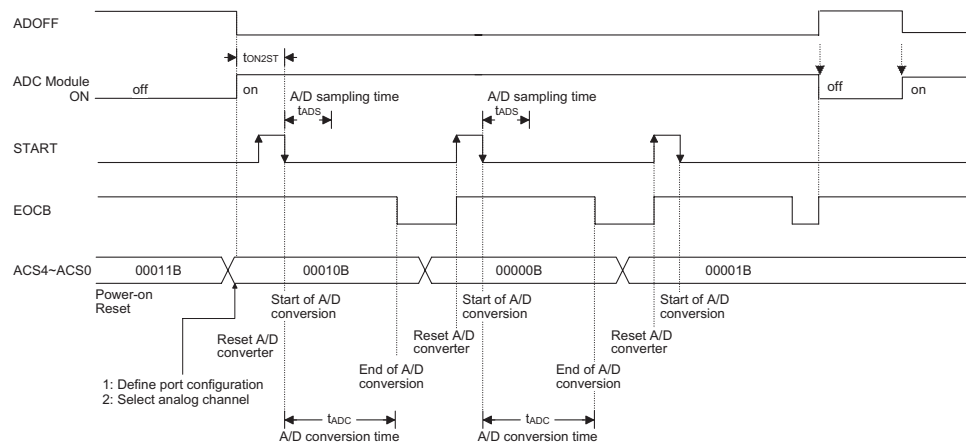 ADOFF
tON2ST
ADC Module
ON
off
on
A/D sampling time
tADS
A/D sampling time
tADS
off
on
START
EOCB
ACS4~ACS0
00011B
00010B
00000B
00001B
Power-on
Reset
Start of A/D
conversion
Start of A/D
conversion
Start of A/D
conversion
Reset A/D
converter
Reset A/D
converter
Reset A/D
converter
End of A/D
conversion
End of A/D
conversion
1: Define port configuration
2: Select analog channel
tADC
A/D conversion time
tADC
A/D conversion time